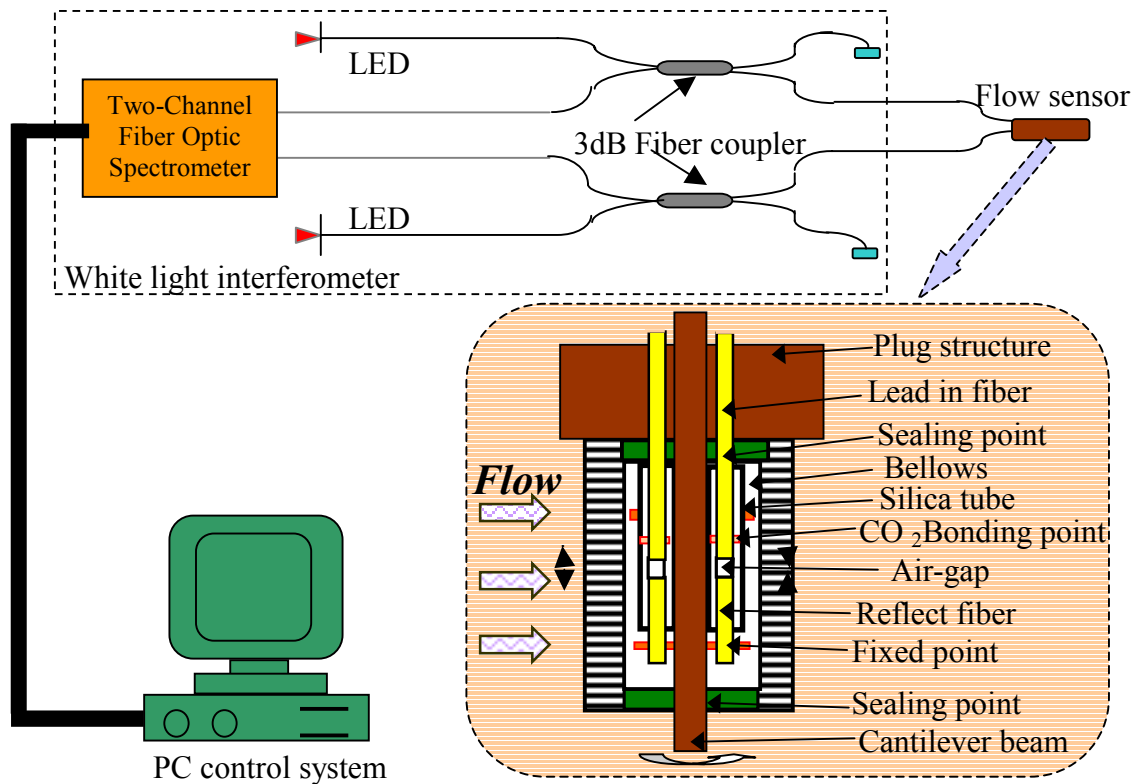 LED
Two-Channel
Fiber Optic
Spectrometer
Flow sensor
3dB Fiber coupler
LED
White light interferometer
Plug structure
Lead in fiber
Sealing point
Bellows
Flow
Silica tube
CO 2Bonding point
Air-gap
Reflect fiber
Fixed point
Sealing point
Cantilever beam
PC control system